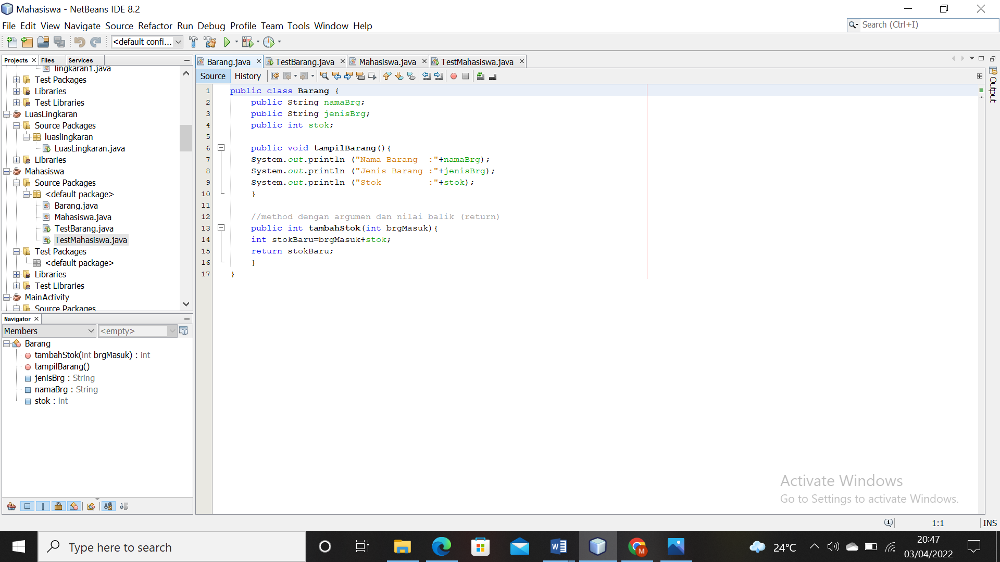 Mahasiswa - NetBeans IDE 8.2
File Edit View Navigate Source Refactor Run Debug Profile Team Tools Window Help
Search (Ctrl+I)
<default confi...
Projects Files Services
lingkaran1.java
Test Packages
Libraries
Test Libraries
LuasLingkaran
Source Packages
luaslingkaran
LuasLingkaran.java
Libraries
Mahasiswa
Source Packages
<default package>
Barang.java
Mahasiswa.java
TestBarang.java
TestMahasiswa.java
Test Packages
<default package>
Libraries
Test Libraries
MainActivity
Source Packages
Navigator
Members <empty>
Barang
tambahStok(int brgMasuk) : int
tampilBarang()
jenisBrg : String
namaBrg : String
stok : int
Barang.java TestBarang.java Mahasiswa.java TestMahasiswa.java
Source History
1 public class Barang {
2 public String namaBrg;
3 public String jenisBrg;
4 public int stok;
5
6 public void tampilBarang(){
7 System.out.println ("Nama Barang  :"+namaBrg);
8 System.out.println ("Jenis Barang :"+jenisBrg);
9 System.out.println ("Stok         :"+stok);
10 }
11
12 //method dengan argumen dan nilai balik (return)
13 public int tambahStok(int brgMasuk){
14 int stokBaru=brgMasuk+stok;
15 return stokBaru;
16 }
17 }
Output
Activate Windows
Go to Settings to activate Windows.
1:1 INS
Type here to search
24°C
20:47
03/04/2022